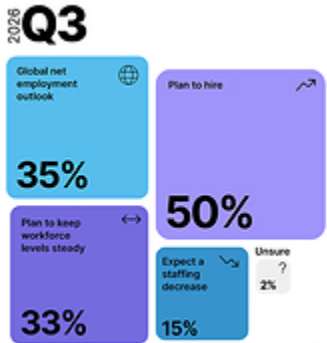 2026
Q3
Global net
employment
outlook
35%
Plan to hire
50%
Plan to keep
workforce
levels steady
33%
Expect a
staffing
decrease
15%
Unsure
?
2%